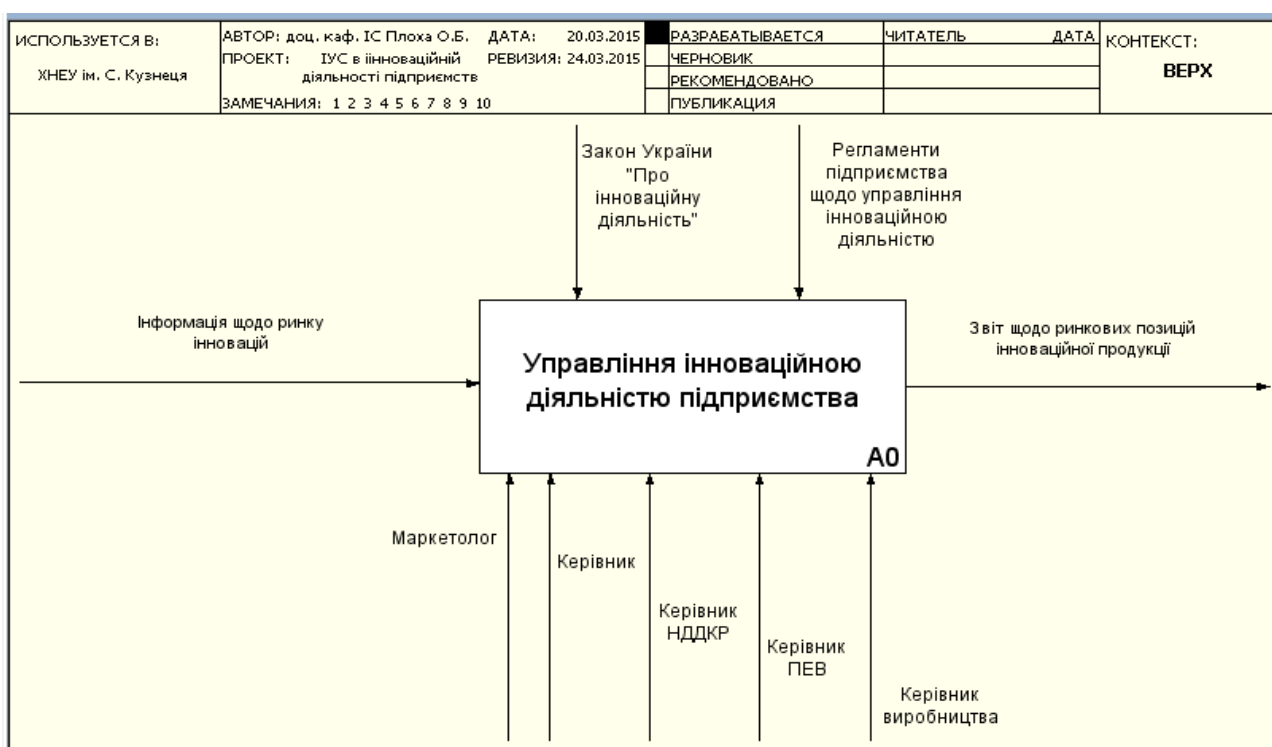 ИСПОЛЬЗУЕТСЯ В:
ХНЕУ ім. С. Кузнеця
АВТОР: доц. каф. ІС Плоха О.Б. ДАТА: 20.03.2015
ПРОЕКТ: ІУС в іінноваційній РЕВИЗИЯ: 24.03.2015
діяльності підприємств
ЗАМЕЧАНИЯ: 1 2 3 4 5 6 7 8 9 10
РАЗРАБАТЫВАЕТСЯ
ЧЕРНОВИК
РЕКОМЕНДОВАНО
ПУБЛИКАЦИЯ
ЧИТАТЕЛЬ ДАТА
КОНТЕКСТ:
ВЕРХ
Закон України
"Про
інноваційну
діяльність"
Регламенти
підприємства
щодо управління
інноваційною
діяльністю
Інформація щодо ринку
інновацій
Управління інноваційною
діяльністю підприємства
A0
Звіт щодо ринкових позицій
інноваційної продукції
Маркетолог
Керівник
Керівник
НДДКР
Керівник
ПЕВ
Керівник
виробництва